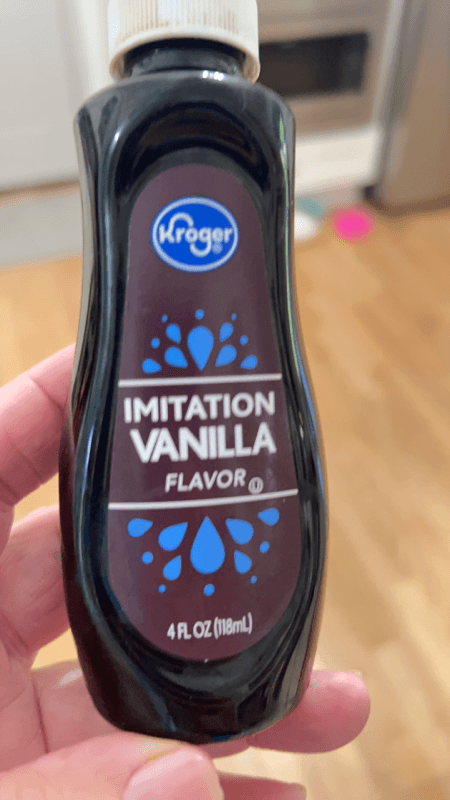 Kroger
IMITATION
VANILLA
FLAVOR
4 FL OZ (118mL)